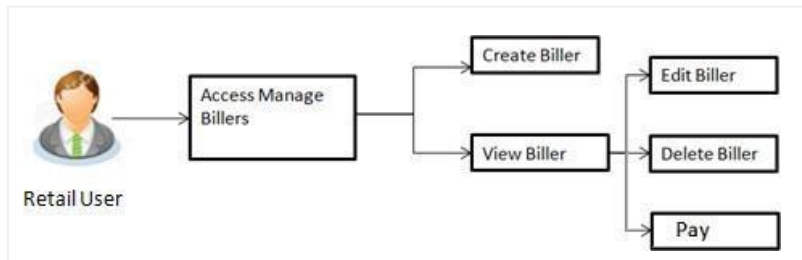 Create Biller
Edit Biller
Access Manage
Billers
View Biller
Delete Biller
Retail User
Pay